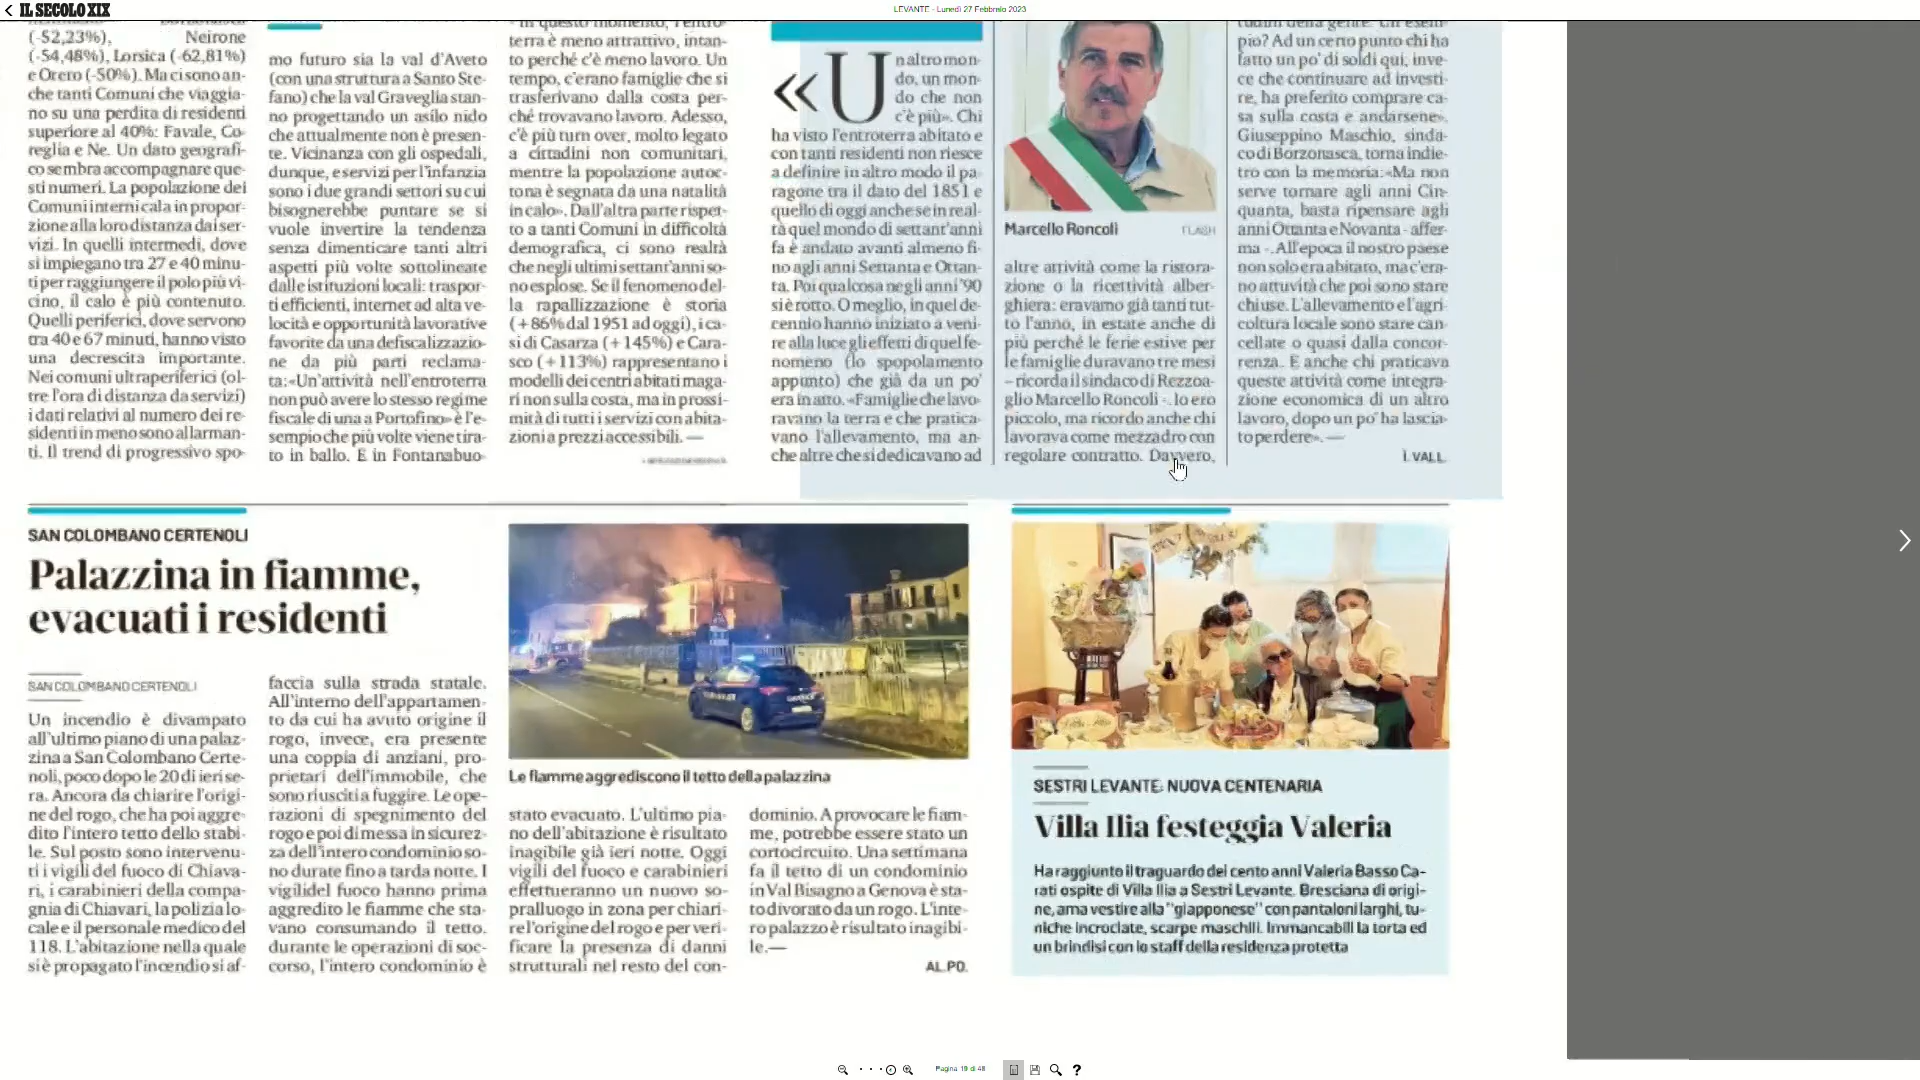 IL SECOLO XIX
LEVANTE - Lunedì 27 Febbraio 2023
(-52,23%), Neirone
(-54,48%), Lorsica (-62,81%)
e Orero (-50%). Ma ci sono an-
che tanti Comuni che viaggia-
no su una perdita di residenti
superiore al 40%: Favale, Co-
reglia e Ne. Un dato geografi-
co sembra accompagnare que-
sti numeri. La popolazione dei
Comuni interni cala in propor-
zione alla loro distanza dai ser-
vizi. In quelli intermedi, dove
si impiegano tra 27 e 40 minu-
ti per raggiungere il polo più vi-
cino, il calo è più contenuto.
Quelli periferici, dove servono
tra 40 e 67 minuti, hanno visto
una decrescita importante.
Nei comuni ultraperiferici (ol-
tre l'ora di distanza da servizi)
i dati relativi al numero dei re-
sidenti in meno sono allarman-
ti. Il trend di progressivo spo-
mo futuro sia la val d'Aveto
(con una struttura a Santo Ste-
fano) che la val Graveglia stan-
no progettando un asilo nido
che attualmente non è presen-
te. Vicinanza con gli ospedali,
dunque, e servizi per l'infanzia
sono i due grandi settori su cui
bisognerebbe puntare se si
vuole invertire la tendenza
senza dimenticare tanti altri
aspetti più volte sottolineate
dalle istituzioni locali: traspor-
ti efficienti, internet ad alta ve-
locità e opportunità lavorative
favorite da una defiscalizzazio-
ne da più parti reclama-
ta: «Un'attività nell'entroterra
non può avere lo stesso regime
fiscale di una a Portofino» è l'e-
sempio che più volte viene tira-
to in ballo. E in Fontanabuo-
In questo momento, l'entro-
terra è meno attrattivo, intan-
to perché c'è meno lavoro. Un
tempo, c'erano famiglie che si
trasferivano dalla costa per-
ché trovavano lavoro. Adesso,
c'è più turn over, molto legato
a cittadini non comunitari,
mentre la popolazione autoc-
tona è segnata da una natalità
in calo». Dall'altra parte rispet-
to a tanti Comuni in difficoltà
demografica, ci sono realtà
che negli ultimi settant'anni so-
no esplose. Se il fenomeno del-
la rapallizzazione è storia
(+86% dal 1951 ad oggi), i ca-
si di Casarza (+145%) e Cara-
sco (+113%) rappresentano i
modelli dei centri abitati maga-
ri non sulla costa, ma in prossi-
mità di tutti i servizi con abita-
zioni a prezzi accessibili. —
«Un altro mon-
do, un mon-
do che non
c'è più». Chi
ha visto l'entroterra abitato e
con tanti residenti non riesce
a definire in altro modo il pa-
ragone tra il dato del 1851 e
quello di oggi anche se in real-
tà quel mondo di settant'anni
fa è andato avanti almeno fi-
no agli anni Settanta e Ottan-
ta. Poi qualcosa negli anni '90
si è rotto. O meglio, in quel de-
cennio hanno iniziato a veni-
re alla luce gli effetti di quel fe-
nomeno (lo spopolamento
appunto) che già da un po'
era in atto. «Famiglie che lavo-
ravano la terra e che pratica-
vano l'allevamento, ma an-
che altre che si dedicavano ad
Marcello Roncoli
FLASH
altre attività come la ristora-
zione o la ricettività alber-
ghiera: eravamo già tanti tut-
to l'anno, in estate anche di
più perché le ferie estive per
le famiglie duravano tre mesi
– ricorda il sindaco di Rezzoa-
glio Marcello Roncoli -. Io ero
piccolo, ma ricordo anche chi
lavorava come mezzadro con
regolare contratto. Davvero,
tudini della gente. Un esem-
pio? Ad un certo punto chi ha
fatto un po' di soldi qui, inve-
ce che continuare ad investi-
re, ha preferito comprare ca-
sa sulla costa e andarsene».
Giuseppino Maschio, sinda-
co di Borzonasca, torna indie-
tro con la memoria: «Ma non
serve tornare agli anni Cin-
quanta, basta ripensare agli
anni Ottanta e Novanta - affer-
ma -. All'epoca il nostro paese
non solo era abitato, ma c'era-
no attività che poi sono state
chiuse. L'allevamento e l'agri-
coltura locale sono state can-
cellate o quasi dalla concor-
renza. E anche chi praticava
queste attività come integra-
zione economica di un altro
lavoro, dopo un po' ha lascia-
to perdere». —
I. VALL.
SAN COLOMBANO CERTENOLI
Palazzina in fiamme,
evacuati i residenti
SAN COLOMBANO CERTENOLI
Un incendio è divampato
all'ultimo piano di una palaz-
zina a San Colombano Certe-
noli, poco dopo le 20 di ieri se-
ra. Ancora da chiarire l'origi-
ne del rogo, che ha poi aggre-
dito l'intero tetto dello stabi-
le. Sul posto sono intervenu-
ti i vigili del fuoco di Chiava-
ri, i carabinieri della compa-
gnia di Chiavari, la polizia lo-
cale e il personale medico del
118. L'abitazione nella quale
si è propagato l'incendio si af-
faccia sulla strada statale.
All'interno dell'appartamen-
to da cui ha avuto origine il
rogo, invece, era presente
una coppia di anziani, pro-
prietari dell'immobile, che
sono riusciti a fuggire. Le ope-
razioni di spegnimento del
rogo e poi di messa in sicurez-
za dell'intero condominio so-
no durate fino a tarda notte. I
vigili del fuoco hanno prima
aggredito le fiamme che sta-
vano consumando il tetto.
durante le operazioni di soc-
corso, l'intero condominio è
Le fiamme aggrediscono il tetto della palazzina
stato evacuato. L'ultimo pia-
no dell'abitazione è risultato
inagibile già ieri notte. Oggi
vigili del fuoco e carabinieri
effettueranno un nuovo so-
pralluogo in zona per chiari-
re l'origine del rogo e per veri-
ficare la presenza di danni
strutturali nel resto del con-
dominio. A provocare le fiam-
me, potrebbe essere stato un
cortocircuito. Una settimana
fa il tetto di un condominio
in Val Bisagno a Genova è sta-
to divorato da un rogo. L'inte-
ro palazzo è risultato inagibi-
le.—
AL.PO.
SESTRI LEVANTE: NUOVA CENTENARIA
Villa Ilia festeggia Valeria
Ha raggiunto il traguardo dei cento anni Valeria Basso Ca-
rati ospite di Villa Ilia a Sestri Levante. Bresciana di origi-
ne, ama vestire alla "giapponese" con pantaloni larghi, tu-
niche incrociate, scarpe maschili. Immancabili la torta ed
un brindisi con lo staff della residenza protetta
Pagina 19 di 48